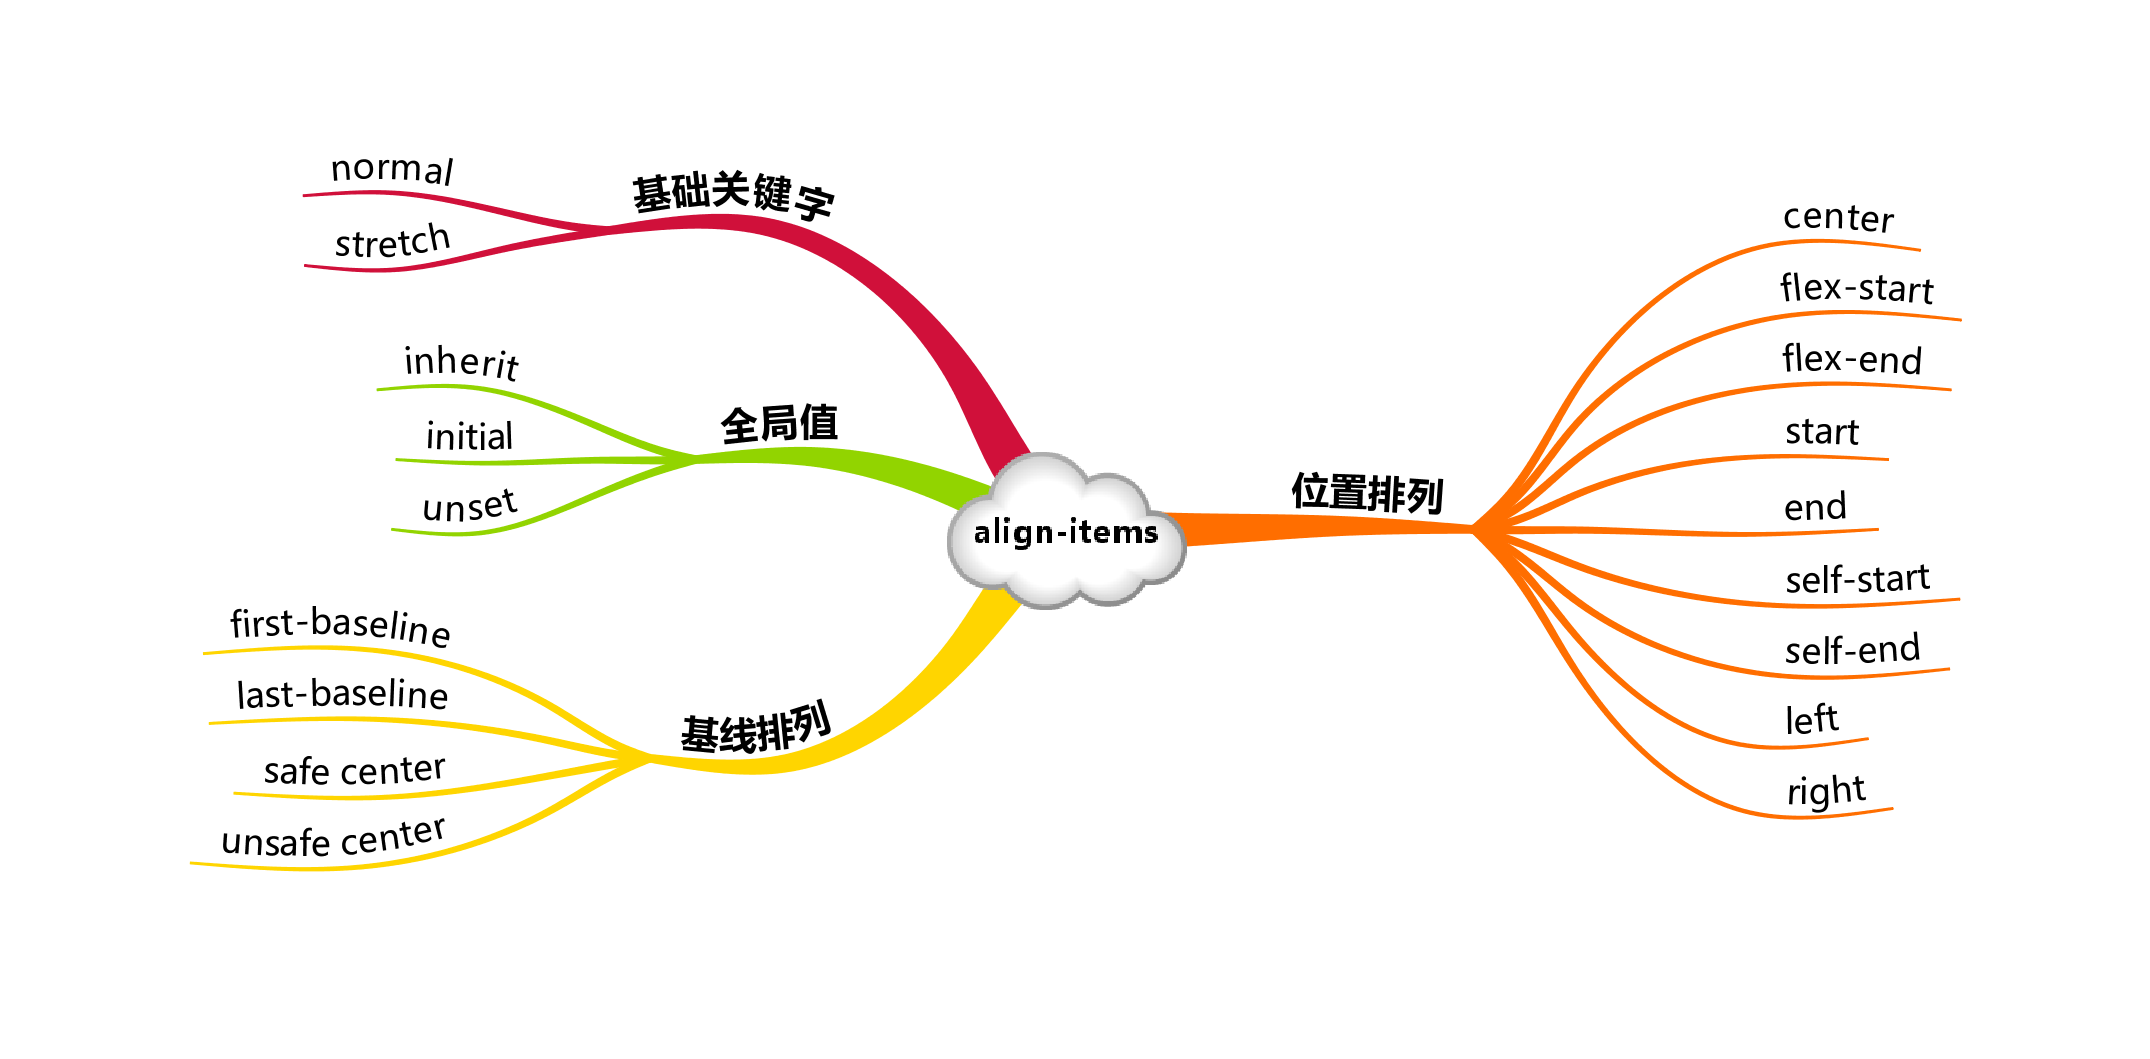 align-items
基础关键字
normal
stretch
全局值
inherit
initial
unset
基线排列
first-baseline
last-baseline
safe center
unsafe center
位置排列
center
flex-start
flex-end
start
end
self-start
self-end
left
right